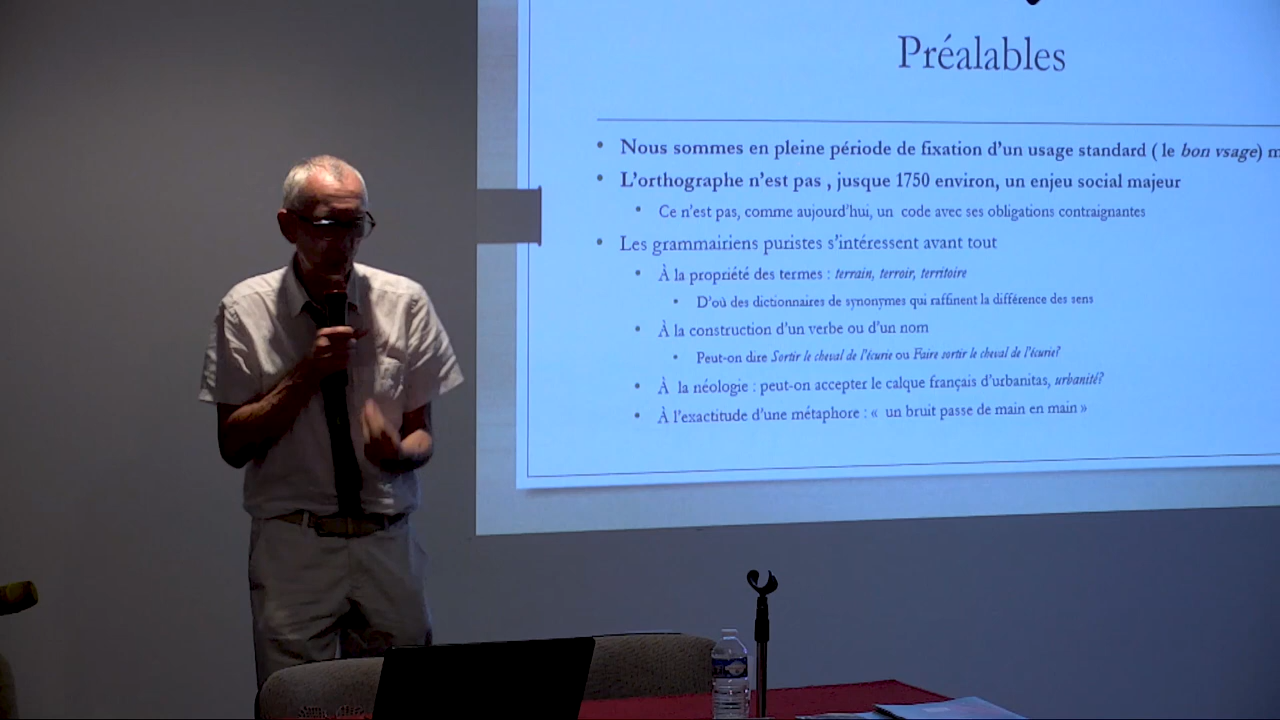 Préalables
• Nous sommes en pleine période de fixation d'un usage standard ( le bon vsage) m
• L'orthographe n'est pas , jusque 1750 environ, un enjeu social majeur
• Ce n'est pas, comme aujourd'hui, un code avec ses obligations contraignantes
• Les grammairiens puristes s'intéressent avant tout
• À la propriété des termes : terrain, terroir, territoire
• D'où des dictionnaires de synonymes qui raffinent la différence des sens
• À la construction d'un verbe ou d'un nom
• Peut-on dire Sortir le cheval de l'écurie ou Faire sortir le cheval de l'écurie?
• À la néologie : peut-on accepter le calque français d'urbanitas, urbanité?
• À l'exactitude d'une métaphore : « un bruit passe de main en main »